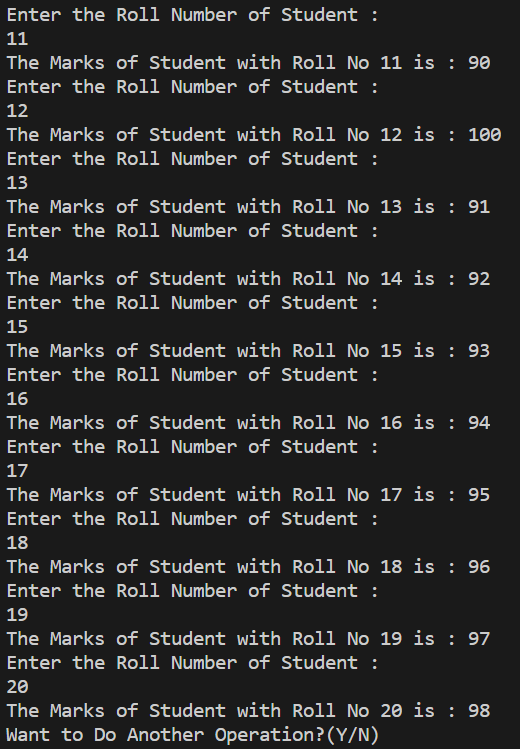 Enter the Roll Number of Student :
11
The Marks of Student with Roll No 11 is : 90
Enter the Roll Number of Student :
12
The Marks of Student with Roll No 12 is : 100
Enter the Roll Number of Student :
13
The Marks of Student with Roll No 13 is : 91
Enter the Roll Number of Student :
14
The Marks of Student with Roll No 14 is : 92
Enter the Roll Number of Student :
15
The Marks of Student with Roll No 15 is : 93
Enter the Roll Number of Student :
16
The Marks of Student with Roll No 16 is : 94
Enter the Roll Number of Student :
17
The Marks of Student with Roll No 17 is : 95
Enter the Roll Number of Student :
18
The Marks of Student with Roll No 18 is : 96
Enter the Roll Number of Student :
19
The Marks of Student with Roll No 19 is : 97
Enter the Roll Number of Student :
20
The Marks of Student with Roll No 20 is : 98
Want to Do Another Operation?(Y/N)